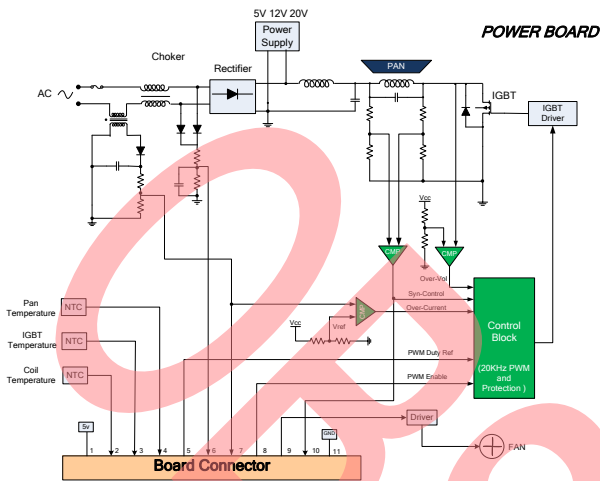 POWER BOARD
5V 12V 20V
Power
Supply
Choker
Rectifier
PAN
AC
IGBT
IGBT
Driver
Vcc
CMP
CMP
Over-Vol
Syn-Control
Over-Current
CMP
Vcc
Vref
Control
Block
(20KHz PWM
and
Protection )
PWM Duty Ref
PWM Enable
Pan
Temperature
NTC
IGBT
Temperature
NTC
Coil
Temperature
NTC
5v
GND
Driver
FAN
1 2 3 4 5 6 7 8 9 10 11
Board Connector